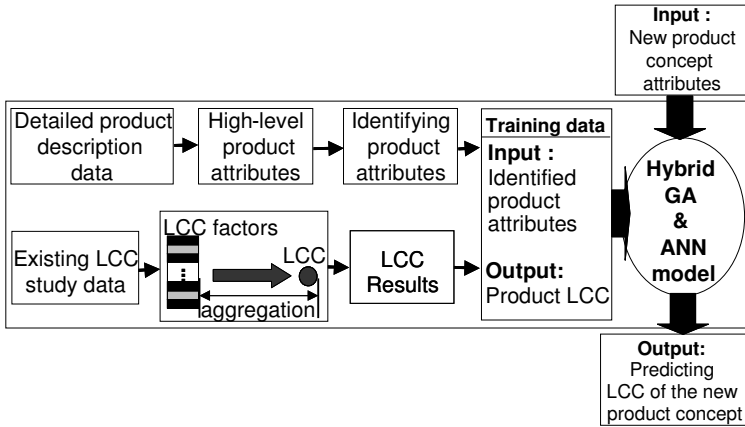 Input :
New product
concept
attributes
Detailed product
description
data
High-level
product
attributes
Identifying
product
attributes
Training data
Input :
Identified
product
attributes
Output:
Product LCC
Hybrid
GA
&
ANN
model
Existing LCC
study data
LCC factors
LCC
aggregation
LCC
Results
Output:
Predicting
LCC of the new
product concept